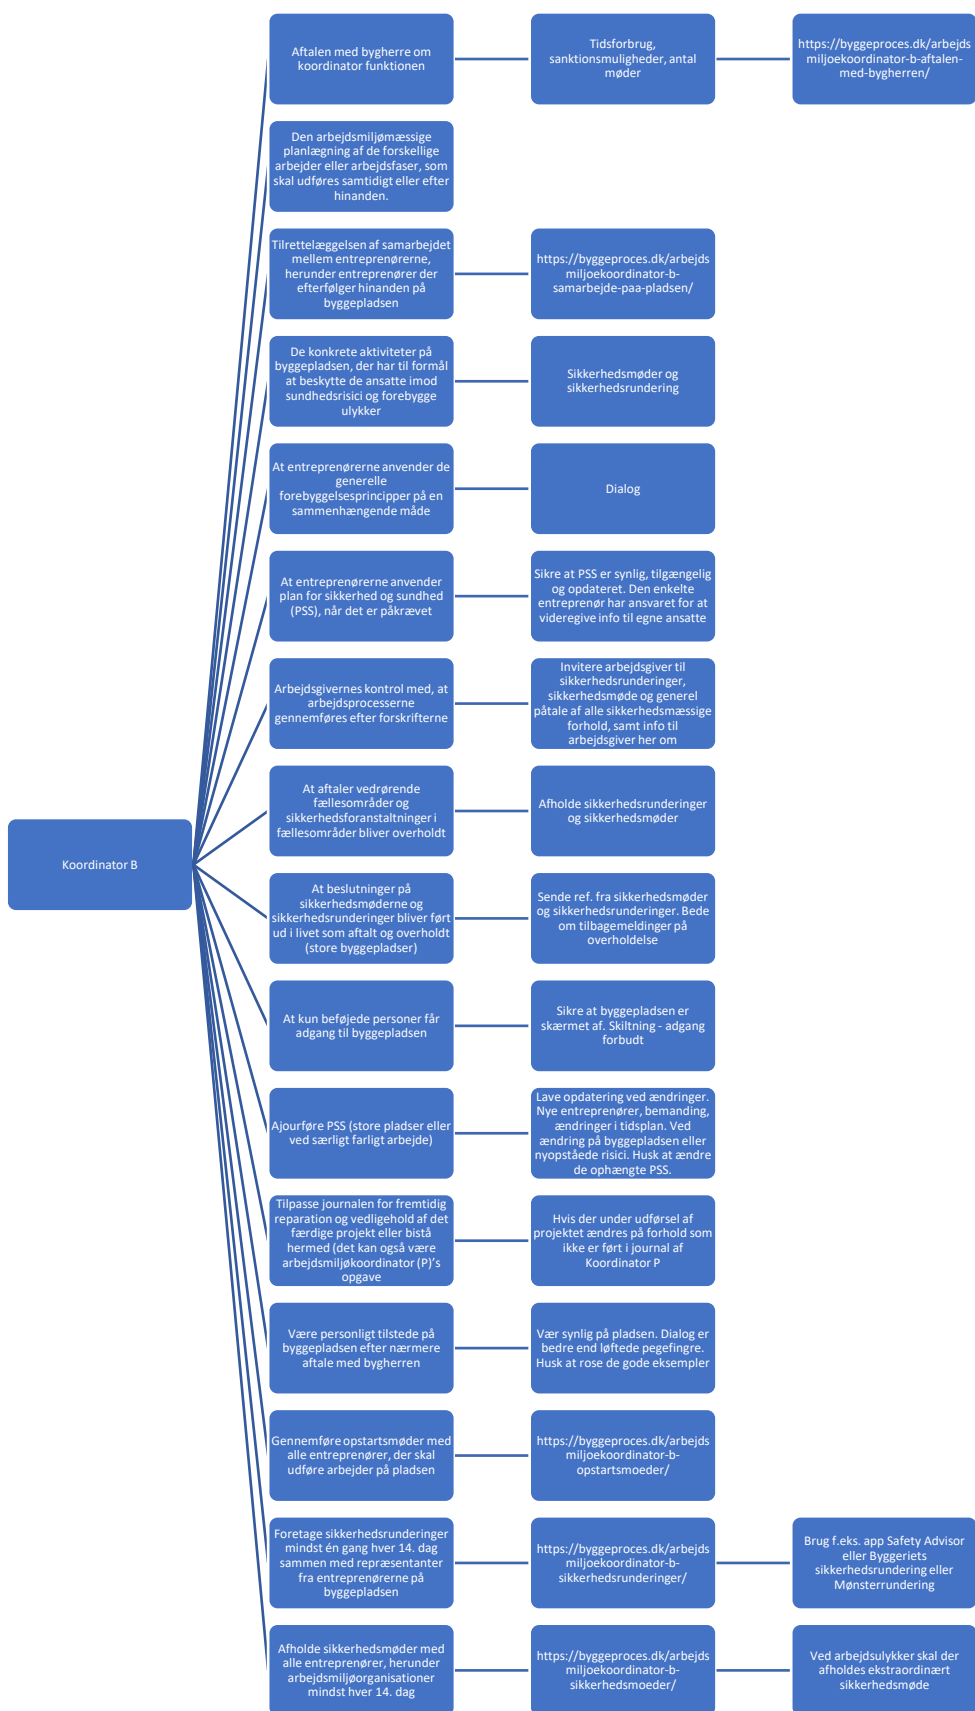 Koordinator B
Aftalen med bygherre om
koordinator funktionen
Tidsforbrug,
sanktionsmuligheder, antal
møder
https://byggeproces.dk/arbejds
miljoekoordinator-b-aftalen-
med-bygherren/
Den arbejdsmiljømæssige
planlægning af de forskellige
arbejder eller arbejdsfaser, som
skal udføres samtidigt eller efter
hinanden.
Tilrettelæggelsen af samarbejdet
mellem entreprenørerne,
herunder entreprenører der
efterfølger hinanden på
byggepladsen
https://byggeproces.dk/arbejds
miljoekoordinator-b-
samarbejde-paa-pladsen/
De konkrete aktiviteter på
byggepladsen, der har til formål
at beskytte de ansatte imod
sundhedsrisici og forebygge
ulykker
Sikkerhedsmøder og
sikkerhedsrundering
At entreprenørerne anvender de
generelle
forebyggelsesprincipper på en
sammenhængende måde
Dialog
At entreprenørerne anvender
plan for sikkerhed og sundhed
(PSS), når det er påkrævet
Sikre at PSS er synlig, tilgængelig
og opdateret. Den enkelte
entreprenør har ansvaret for at
videregive info til egne ansatte
Arbejdsgivernes kontrol med, at
arbejdsprocesserne
gennemføres efter forskrifterne
Invitere arbejdsgiver til
sikkerhedsrunderinger,
sikkerhedsmøde og generel
påtale af alle sikkerhedsmæssige
forhold, samt info til
arbejdsgiver her om
At aftaler vedrørende
fællesområder og
sikkerhedsforanstaltninger i
fællesområder bliver overholdt
Afholde sikkerhedsrunderinger
og sikkerhedsmøder
At beslutninger på
sikkerhedsmøderne og
sikkerhedsrunderinger bliver ført
ud i livet som aftalt og overholdt
(store byggepladser)
Sende ref. fra sikkerhedsmøder
og sikkerhedsrunderinger. Bede
om tilbagemeldinger på
overholdelse
At kun beføjede personer får
adgang til byggepladsen
Sikre at byggepladsen er
skærmet af. Skiltning - adgang
forbudt
Ajourføre PSS (store pladser eller
ved særligt farligt arbejde)
Lave opdatering ved ændringer.
Nye entreprenører, bemanding,
ændringer i tidsplan. Ved
ændring på byggepladsen eller
nyopståede risici. Husk at ændre
de ophængte PSS.
Tilpasse journalen for fremtidig
reparation og vedligehold af det
færdige projekt eller bistå
hermed (det kan også være
arbejdsmiljøkoordinator (P)'s
opgave
Hvis der under udførsel af
projektet ændres på forhold som
ikke er ført i journal af
Koordinator P
Være personligt tilstede på
byggepladsen efter nærmere
aftale med bygherren
Vær synlig på pladsen. Dialog er
bedre end løftede pegefingre.
Husk at rose de gode eksempler
Gennemføre opstartsmøder med
alle entreprenører, der skal
udføre arbejder på pladsen
https://byggeproces.dk/arbejds
miljoekoordinator-b-
opstartsmoeder/
Foretage sikkerhedsrunderinger
mindst én gang hver 14. dag
sammen med repræsentanter
fra entreprenørerne på
byggepladsen
https://byggeproces.dk/arbejds
miljoekoordinator-b-
sikkerhedsrunderinger/
Brug f.eks. app Safety Advisor
eller Byggeriets
sikkerhedsrundering eller
Mønsterrundering
Afholde sikkerhedsmøder med
alle entreprenører, herunder
arbejdsmiljøorganisationer
mindst hver 14. dag
https://byggeproces.dk/arbejds
miljoekoordinator-b-
sikkerhedsmoeder/
Ved arbejdsulykker skal der
afholdes ekstraordinært
sikkerhedsmøde